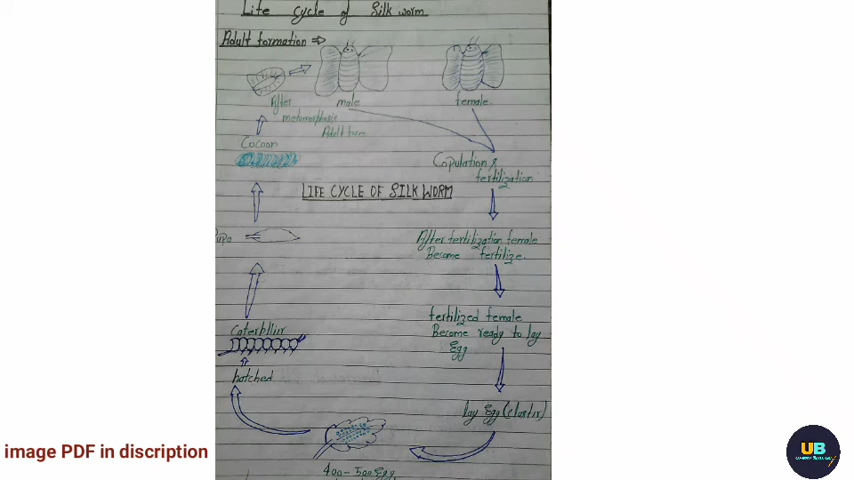 Life Cycle of Silk worm
Adult formation ⇒
male
female
After
metamorphosis
Adult form
Cocoon
Copulation &
fertilization
LIFE CYCLE OF SILK WORM
Pupa
After fertilization female
Become fertilize.
fertilized female
Become ready to lay
Egg
Caterpillir
hatched
lay Egg (clustir)
400-500 Egg
image PDF in discription
UB